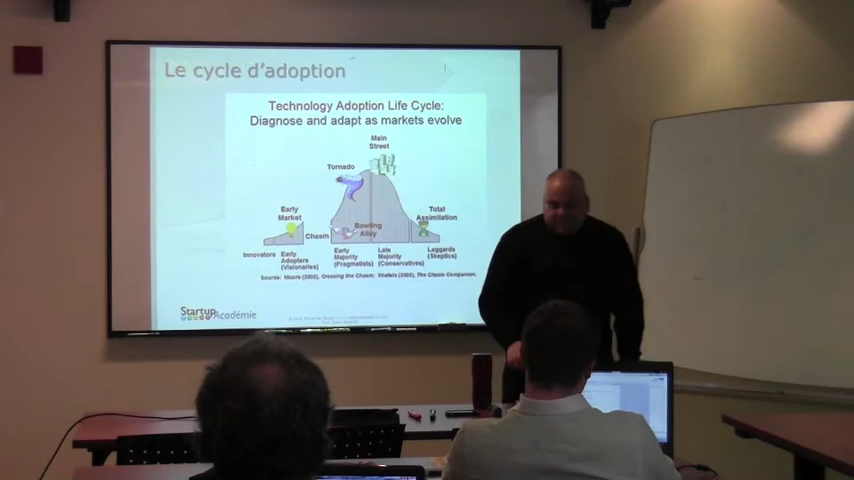 Le cycle d'adoption
Technology Adoption Life Cycle:
Diagnose and adapt as markets evolve
Main
Street
Tornado
Early
Market
Total
Assimilation
Chasm
Bowling
Alley
Innovators
Early
Adopters
(Visionaries)
Early
Majority
(Pragmatists)
Late
Majority
(Conservatives)
Laggards
(Skeptics)
Source: Moore (2002), Crossing the Chasm; Wiefels (2002), The Chasm Companion.
Startup
Académie